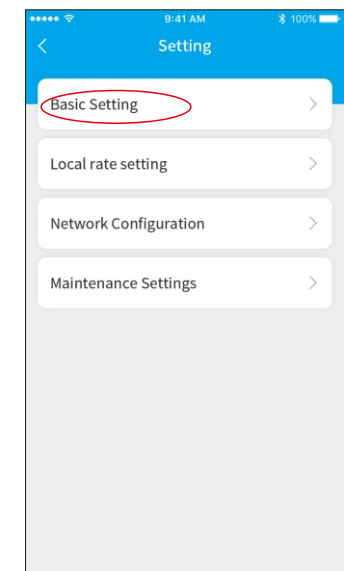 9:41 AM
100%
Setting
Basic Setting
Local rate setting
Network Configuration
Maintenance Settings